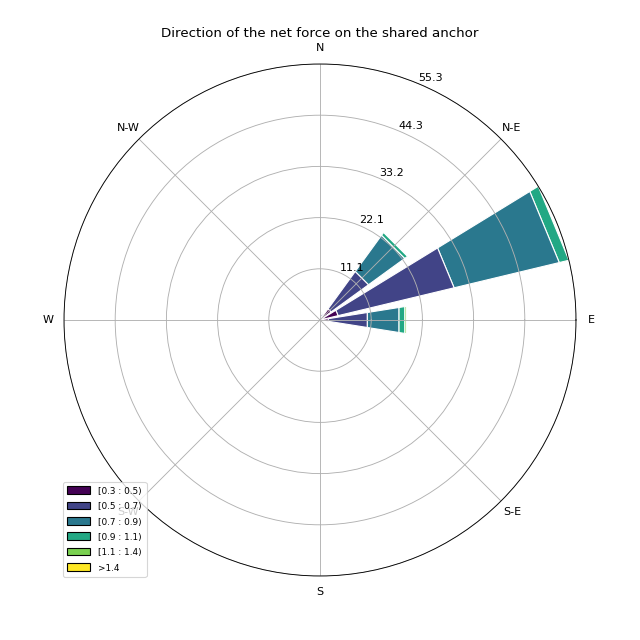 Direction of the net force on the shared anchor
N
55.3
N-W
44.3
N-E
33.2
22.1
11.1
W
E
[0.3 : 0.5)
[0.5 : 0.7)
S-W
S-E
[0.7 : 0.9)
[0.9 : 1.1)
[1.1 : 1.4)
>1.4
S